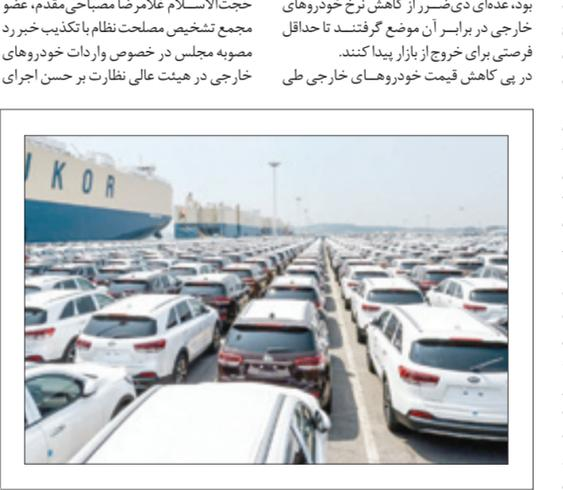 بود، عده‌ای ذی‌ضرر از کاهش نرخ خودروهای
خارجی در برابر آن موضع گرفتند تا حداقل
فرصتی برای خروج از بازار پیدا کنند.
در پی کاهش قیمت خودروهای خارجی طی
حجت‌الاسلام غلامرضا مصباحی‌مقدم، عضو
مجمع تشخیص مصلحت نظام با تکذیب خبر رد
مصوبه مجلس در خصوص واردات خودروهای
خارجی در هیئت عالی نظارت بر حسن اجرای
UKOR